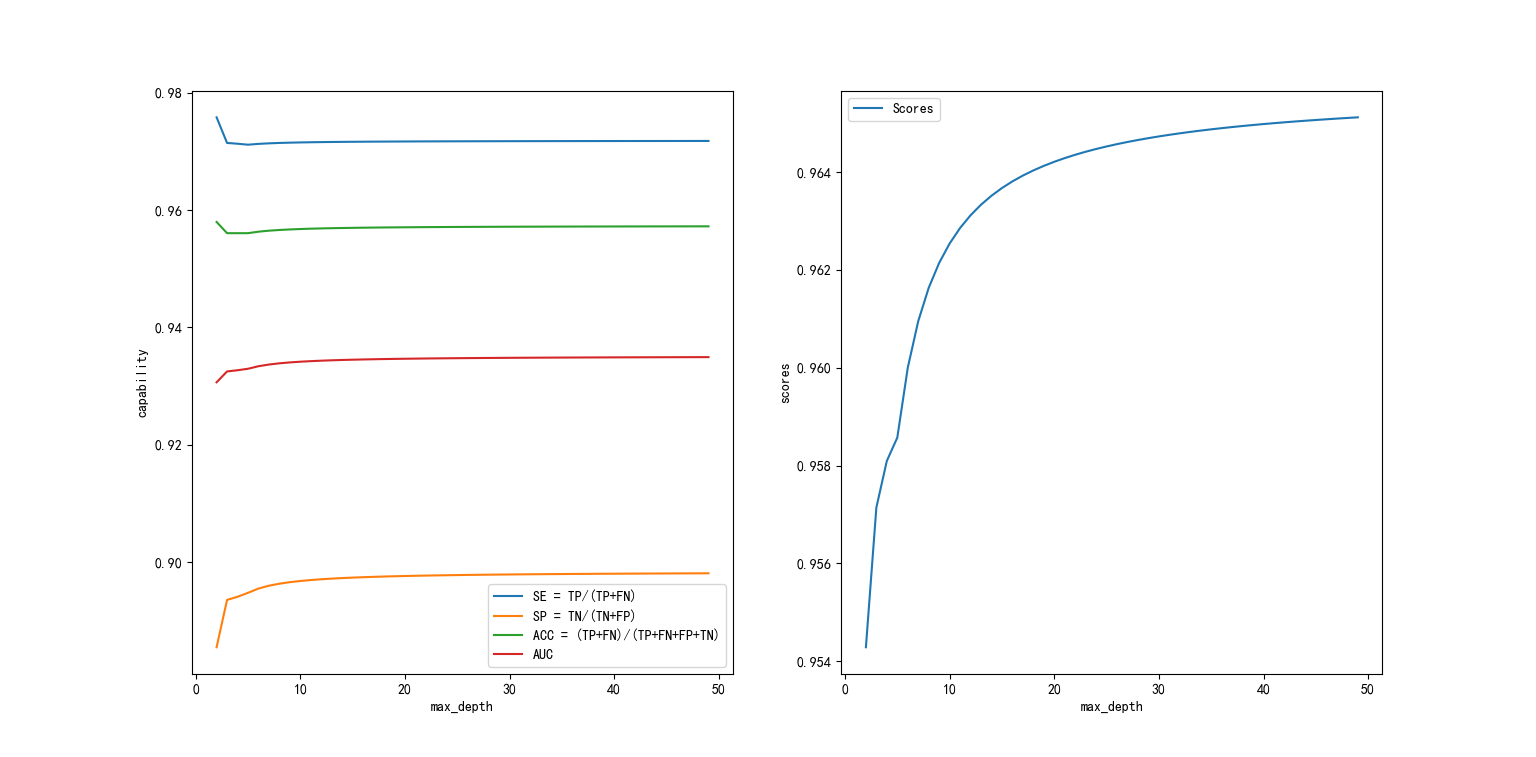 0.98
0.96
0.94
0.92
0.90
capability
0 10 20 30 40 50
max_depth
SE = TP/(TP+FN)
SP = TN/(TN+FP)
ACC = (TP+FN)/(TP+FN+FP+TN)
AUC
Scores
0.964
0.962
0.960
0.958
0.956
0.954
scores
0 10 20 30 40 50
max_depth